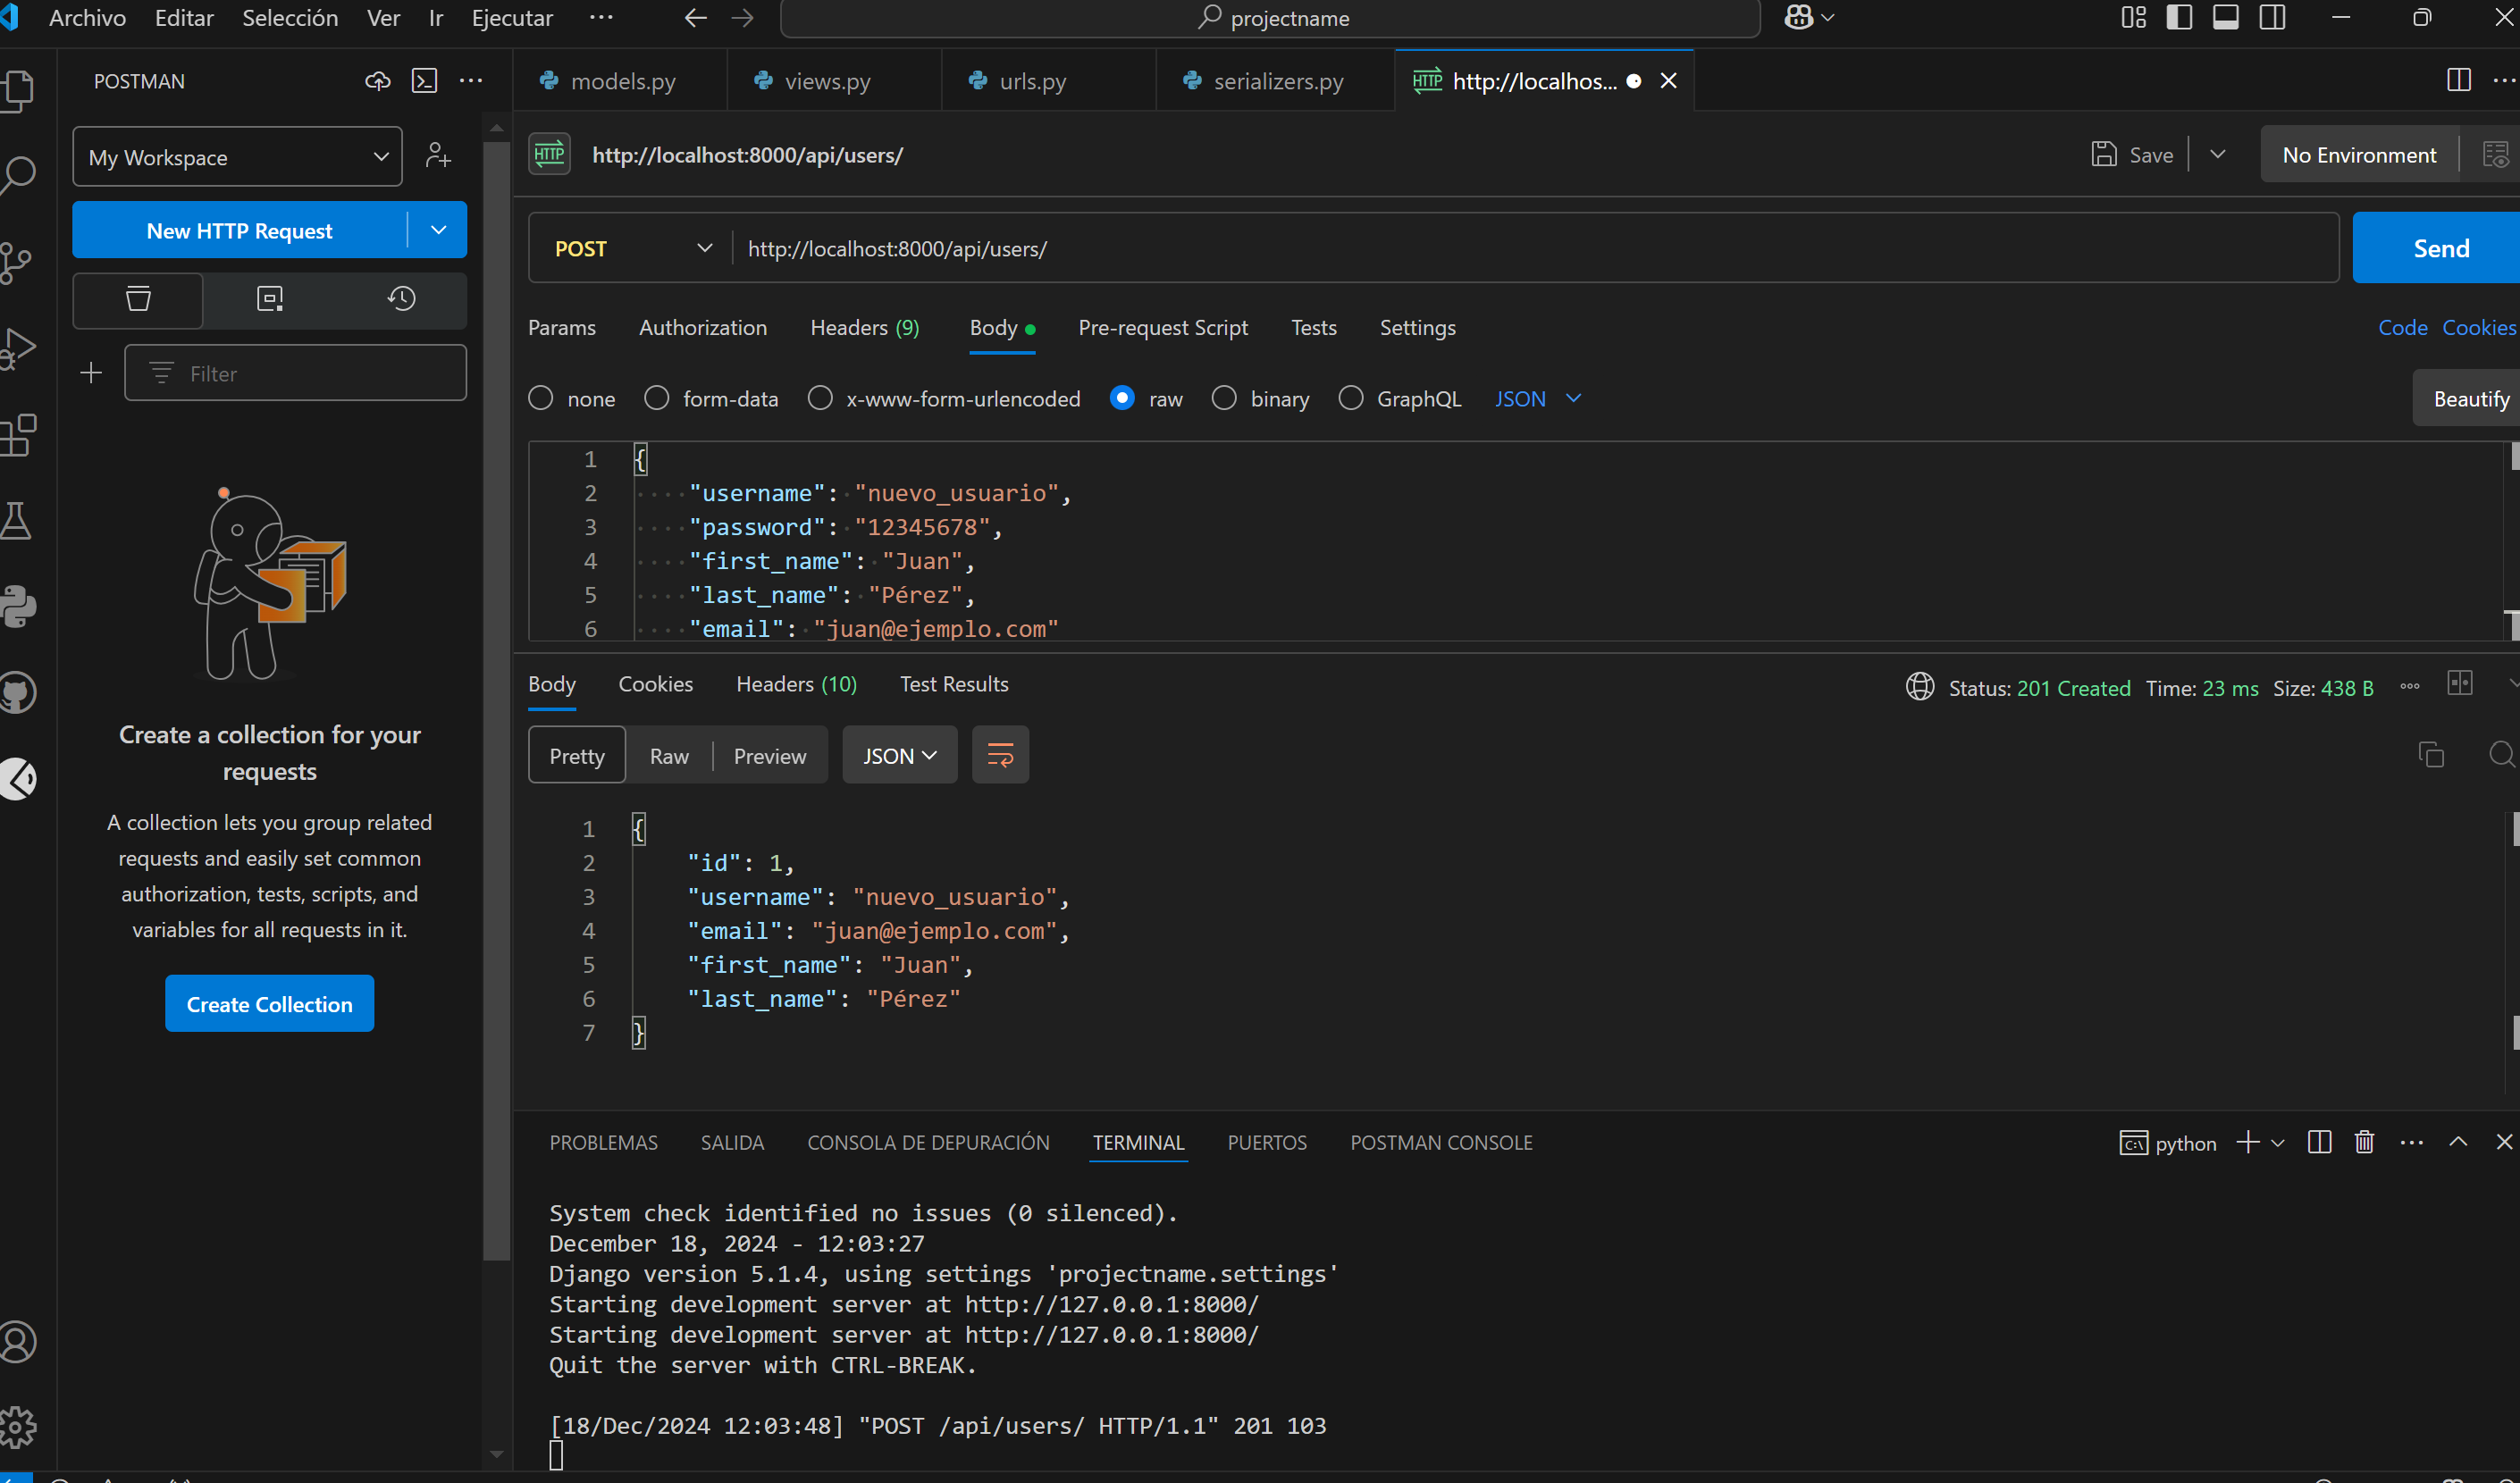 Archivo Editar Selección Ver Ir Ejecutar ··· projectname
POSTMAN
models.py views.py urls.py serializers.py HTTP http://localhos...
My Workspace
HTTP http://localhost:8000/api/users/ Save No Environment
New HTTP Request
POST http://localhost:8000/api/users/ Send
Params Authorization Headers (9) Body Pre-request Script Tests Settings Code Cookies
Filter
none form-data x-www-form-urlencoded raw binary GraphQL JSON Beautify
1 {
2 ····"username":·"nuevo_usuario",
3 ····"password":·"12345678",
4 ····"first_name":·"Juan",
5 ····"last_name":·"Pérez",
6 ····"email":·"juan@ejemplo.com"
Create a collection for your
requests
A collection lets you group related
requests and easily set common
authorization, tests, scripts, and
variables for all requests in it.
Create Collection
Body Cookies Headers (10) Test Results Status: 201 Created Time: 23 ms Size: 438 B
Pretty Raw Preview JSON
1 {
2 "id": 1,
3 "username": "nuevo_usuario",
4 "email": "juan@ejemplo.com",
5 "first_name": "Juan",
6 "last_name": "Pérez"
7 }
PROBLEMAS SALIDA CONSOLA DE DEPURACIÓN TERMINAL PUERTOS POSTMAN CONSOLE python
System check identified no issues (0 silenced).
December 18, 2024 - 12:03:27
Django version 5.1.4, using settings 'projectname.settings'
Starting development server at http://127.0.0.1:8000/
Starting development server at http://127.0.0.1:8000/
Quit the server with CTRL-BREAK.
[18/Dec/2024 12:03:48] "POST /api/users/ HTTP/1.1" 201 103